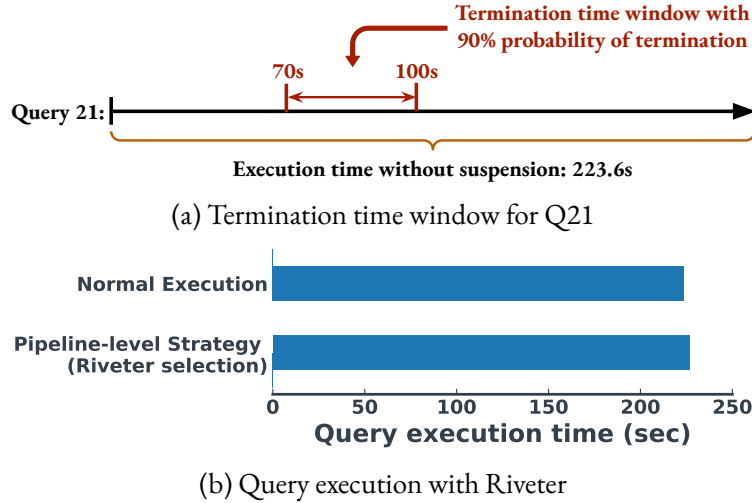 Termination time window with
90% probability of termination
70s
100s
Query 21:
Execution time without suspension: 223.6s
(a) Termination time window for Q21
Normal Execution
Pipeline-level Strategy
(Riveter selection)
0 50 100 150 200 250
Query execution time (sec)
(b) Query execution with Riveter